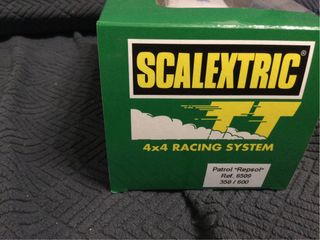 SCALEXTRIC®
TT
4x4 RACING SYSTEM
Patrol "Repsol"
Ref. 6509
358 / 600